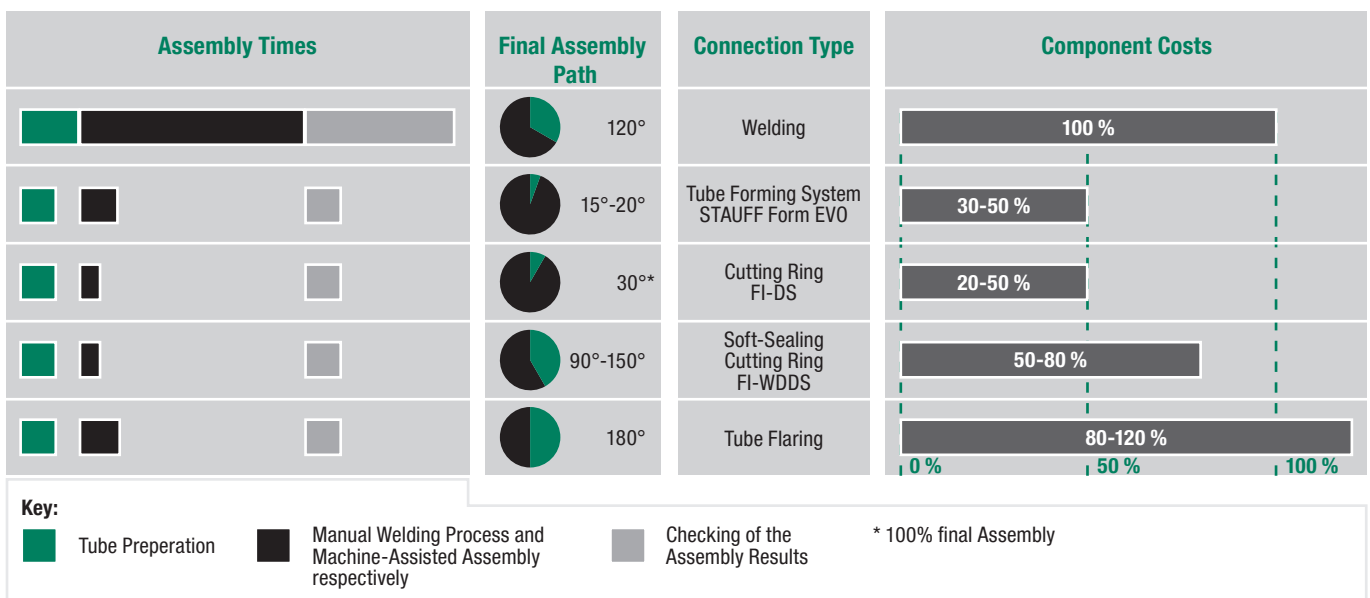 Assembly Times
Final Assembly
Path
Connection Type
Component Costs
120°
Welding
100 %
15°-20°
Tube Forming System
STAUFF Form EVO
30-50 %
30°*
Cutting Ring
FI-DS
20-50 %
90°-150°
Soft-Sealing
Cutting Ring
FI-WDDS
50-80 %
180°
Tube Flaring
80-120 %
0 %
50 %
100 %
Key:
Tube Preperation
Manual Welding Process and
Machine-Assisted Assembly
respectively
Checking of the
Assembly Results
* 100% final Assembly